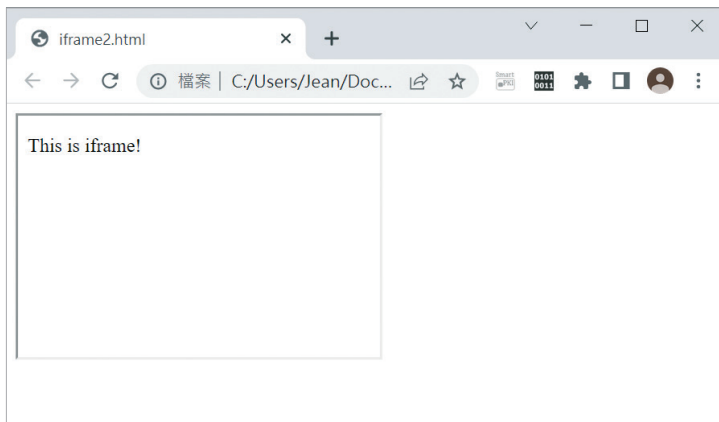 iframe2.html
檔案 | C:/Users/Jean/Doc...
Smart
PKI
0101
0011
This is iframe!